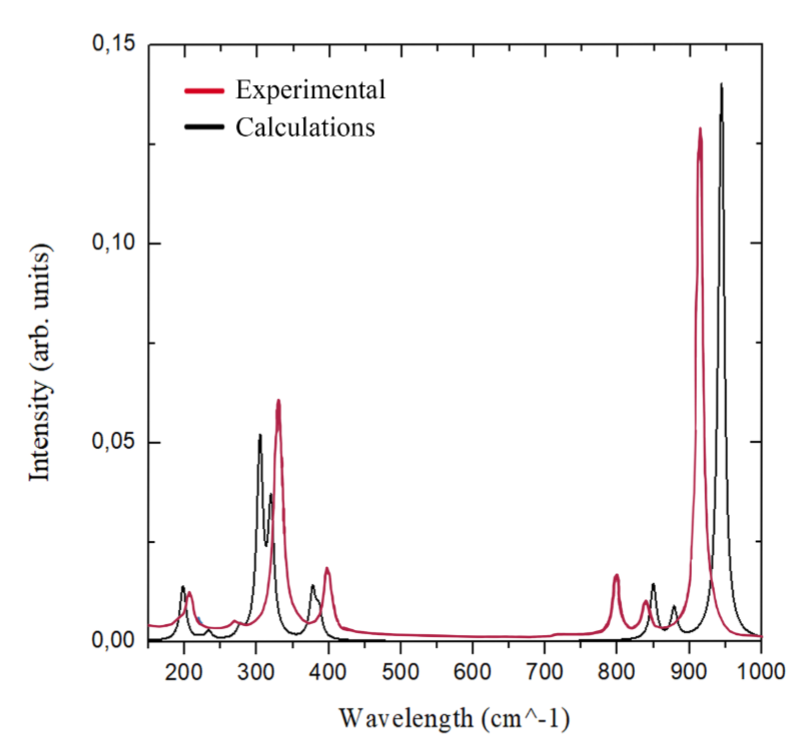 0,15
Experimental
Calculations
0,10
0,05
0,00
Intensity (arb. units)
200 300 400 500 600 700 800 900 1000
Wavelength (cm^-1)